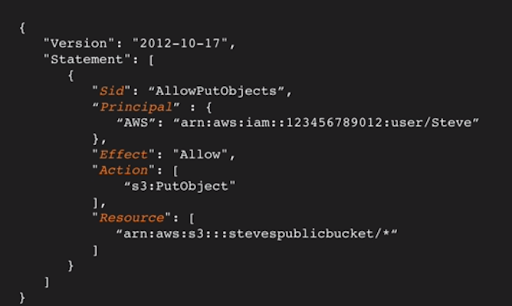 {
"Version": "2012-10-17",
"Statement": [
{
"Sid": “AllowPutObjects”,
“Principal” : {
“AWS”: “arn:aws:iam::123456789012:user/Steve”
},
"Effect": "Allow",
"Action": [
“s3:PutObject"
],
"Resource": [
“arn:aws:s3:::stevespublicbucket/*”
]
}
]
}